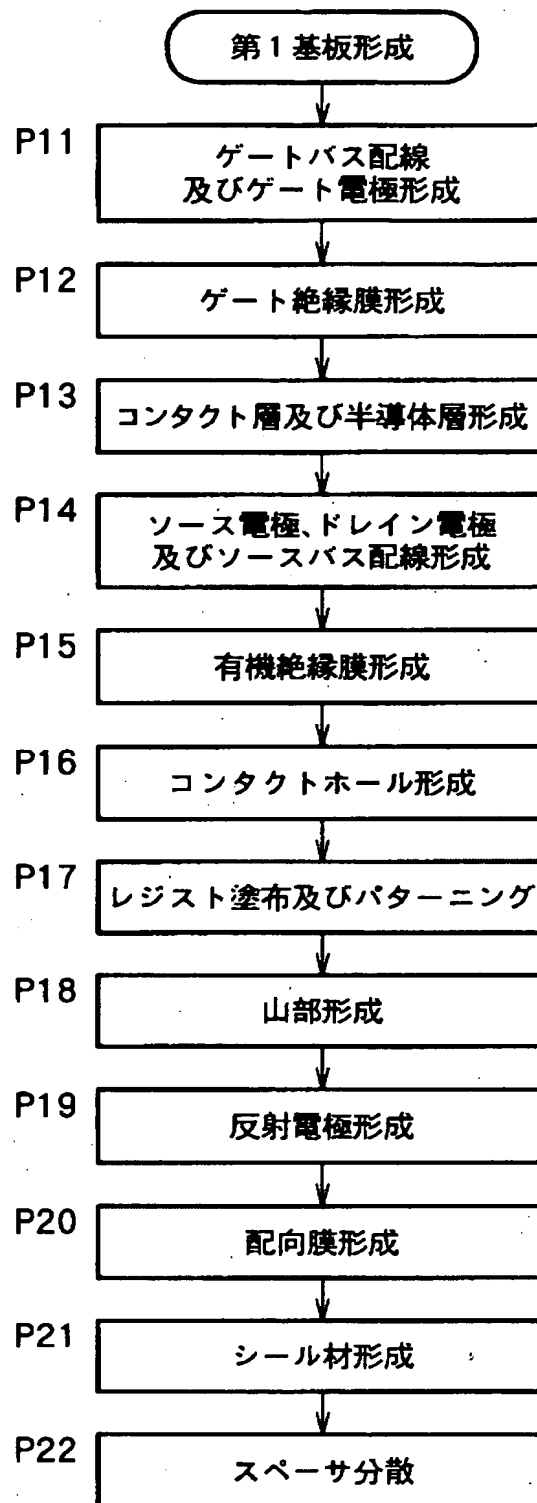 第1基板形成
P11
ゲートバス配線
及びゲート電極形成
P12
ゲート絶縁膜形成
P13
コンタクト層及び半導体層形成
P14
ソース電極、ドレイン電極
及びソースバス配線形成
P15
有機絶縁膜形成
P16
コンタクトホール形成
P17
レジスト塗布及びパターニング
P18
山部形成
P19
反射電極形成
P20
配向膜形成
P21
シール材形成
P22
スペーサ分散